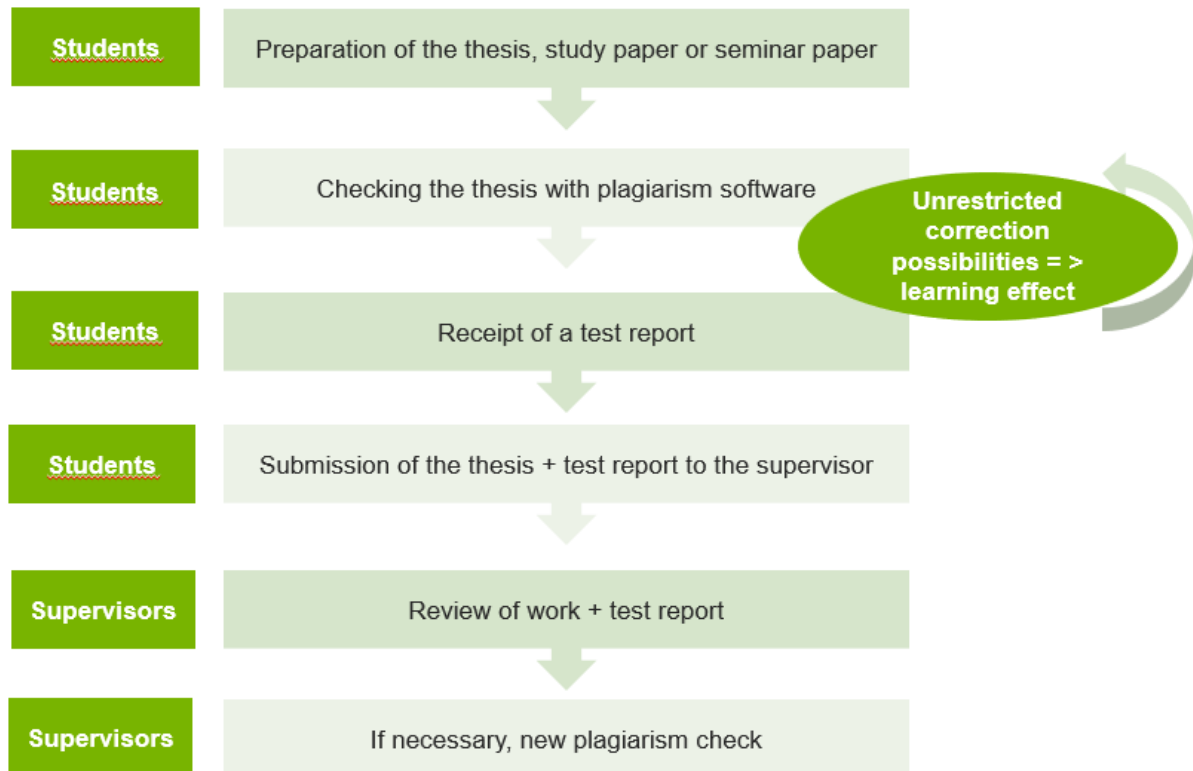 Students
Preparation of the thesis, study paper or seminar paper
Students
Checking the thesis with plagiarism software
Unrestricted
correction
possibilities = >
learning effect
Students
Receipt of a test report
Students
Submission of the thesis + test report to the supervisor
Supervisors
Review of work + test report
Supervisors
If necessary, new plagiarism check